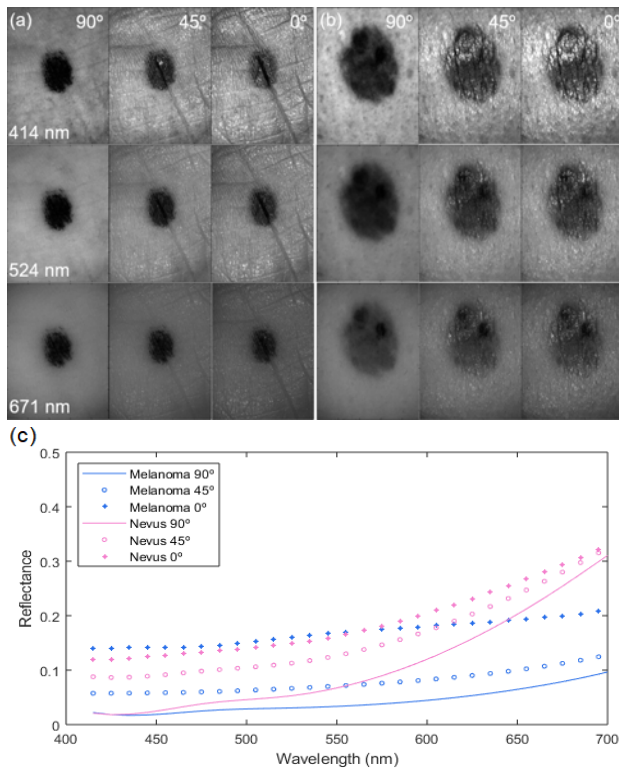 (a) 90º 45º 0º (b) 90º 45º 0º
414 nm
524 nm
671 nm
(c)
0.5
0.4
0.3
0.2
0.1
0
Reflectance
Melanoma 90º
Melanoma 45º
Melanoma 0º
Nevus 90º
Nevus 45º
Nevus 0º
400 450 500 550 600 650 700
Wavelength (nm)